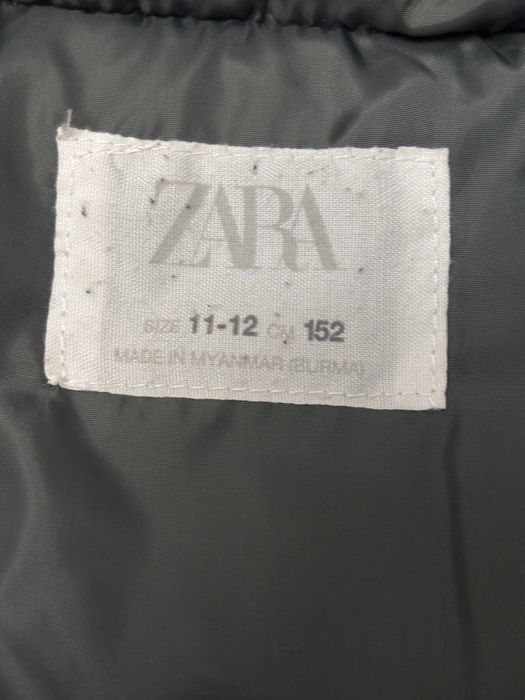 ZARA
SIZE 11-12 CM 152
MADE IN MYANMAR (BURMA)